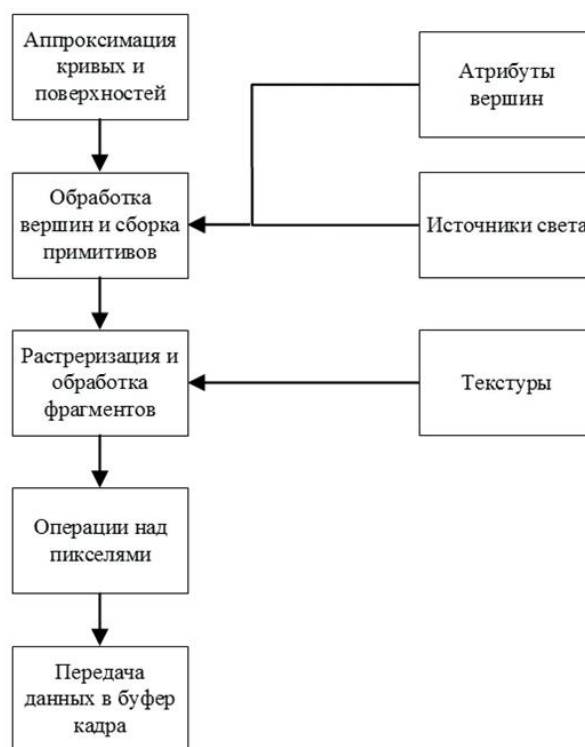 Аппроксимация
кривых и
поверхностей
Атрибуты
вершин
Обработка
вершин и сборка
примитивов
Источники света
Растреризация и
обработка
фрагментов
Текстуры
Операции над
пикселями
Передача
данных в буфер
кадра